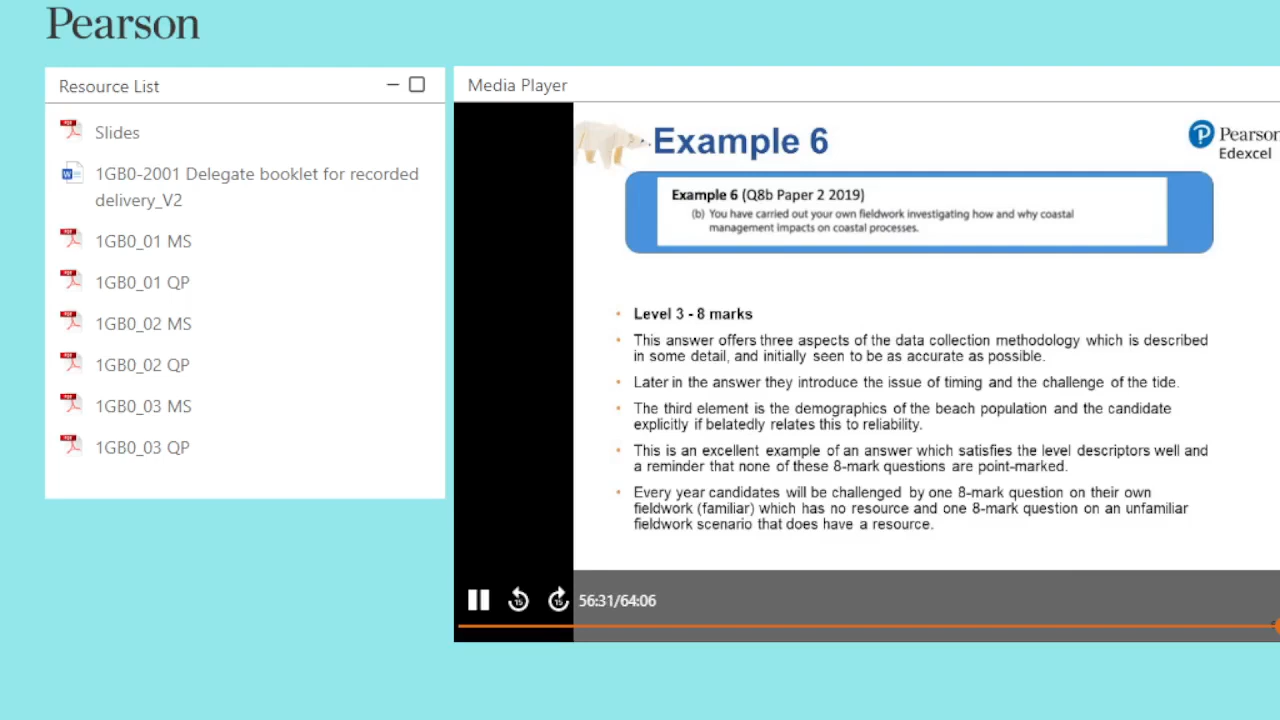 Pearson
Resource List
Slides
1GB0-2001 Delegate booklet for recorded
delivery_V2
1GB0_01 MS
1GB0_01 QP
1GB0_02 MS
1GB0_02 QP
1GB0_03 MS
1GB0_03 QP
Media Player
Example 6
Pearson
Edexcel
Example 6 (Q8b Paper 2 2019)
(b) You have carried out your own fieldwork investigating how and why coastal
management impacts on coastal processes.
• Level 3 - 8 marks
• This answer offers three aspects of the data collection methodology which is described
in some detail, and initially seen to be as accurate as possible.
• Later in the answer they introduce the issue of timing and the challenge of the tide.
• The third element is the demographics of the beach population and the candidate
explicitly if belatedly relates this to reliability.
• This is an excellent example of an answer which satisfies the level descriptors well and
a reminder that none of these 8-mark questions are point-marked.
• Every year candidates will be challenged by one 8-mark question on their own
fieldwork (familiar) which has no resource and one 8-mark question on an unfamiliar
fieldwork scenario that does have a resource.
15 15 56:31/64:06